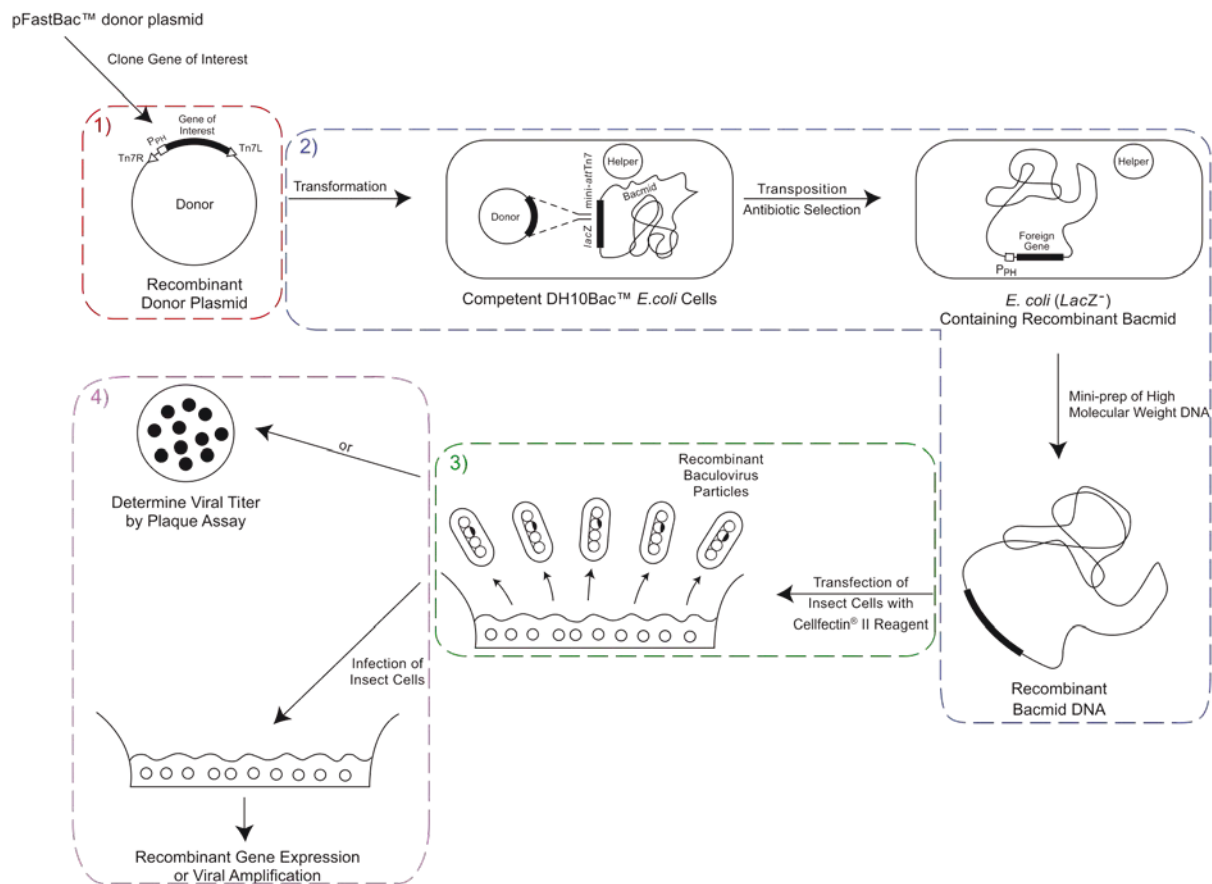 pFastBac™ donor plasmid
Clone Gene of Interest
1)
Gene of
Interest
PPH
Tn7R
Tn7L
Donor
Recombinant
Donor Plasmid
2)
Transformation
Helper
Donor
lacZ mini-attTn7
Bacmid
Competent DH10Bac™ E.coli Cells
Transposition
Antibiotic Selection
Helper
Foreign
Gene
PPH
E. coli (LacZ-)
Containing Recombinant Bacmid
Mini-prep of High
Molecular Weight DNA
Recombinant
Bacmid DNA
3)
Recombinant
Baculovirus
Particles
Transfection of
Insect Cells with
Cellfectin® II Reagent
4)
or
Determine Viral Titer
by Plaque Assay
Infection of
Insect Cells
Recombinant Gene Expression
or Viral Amplification